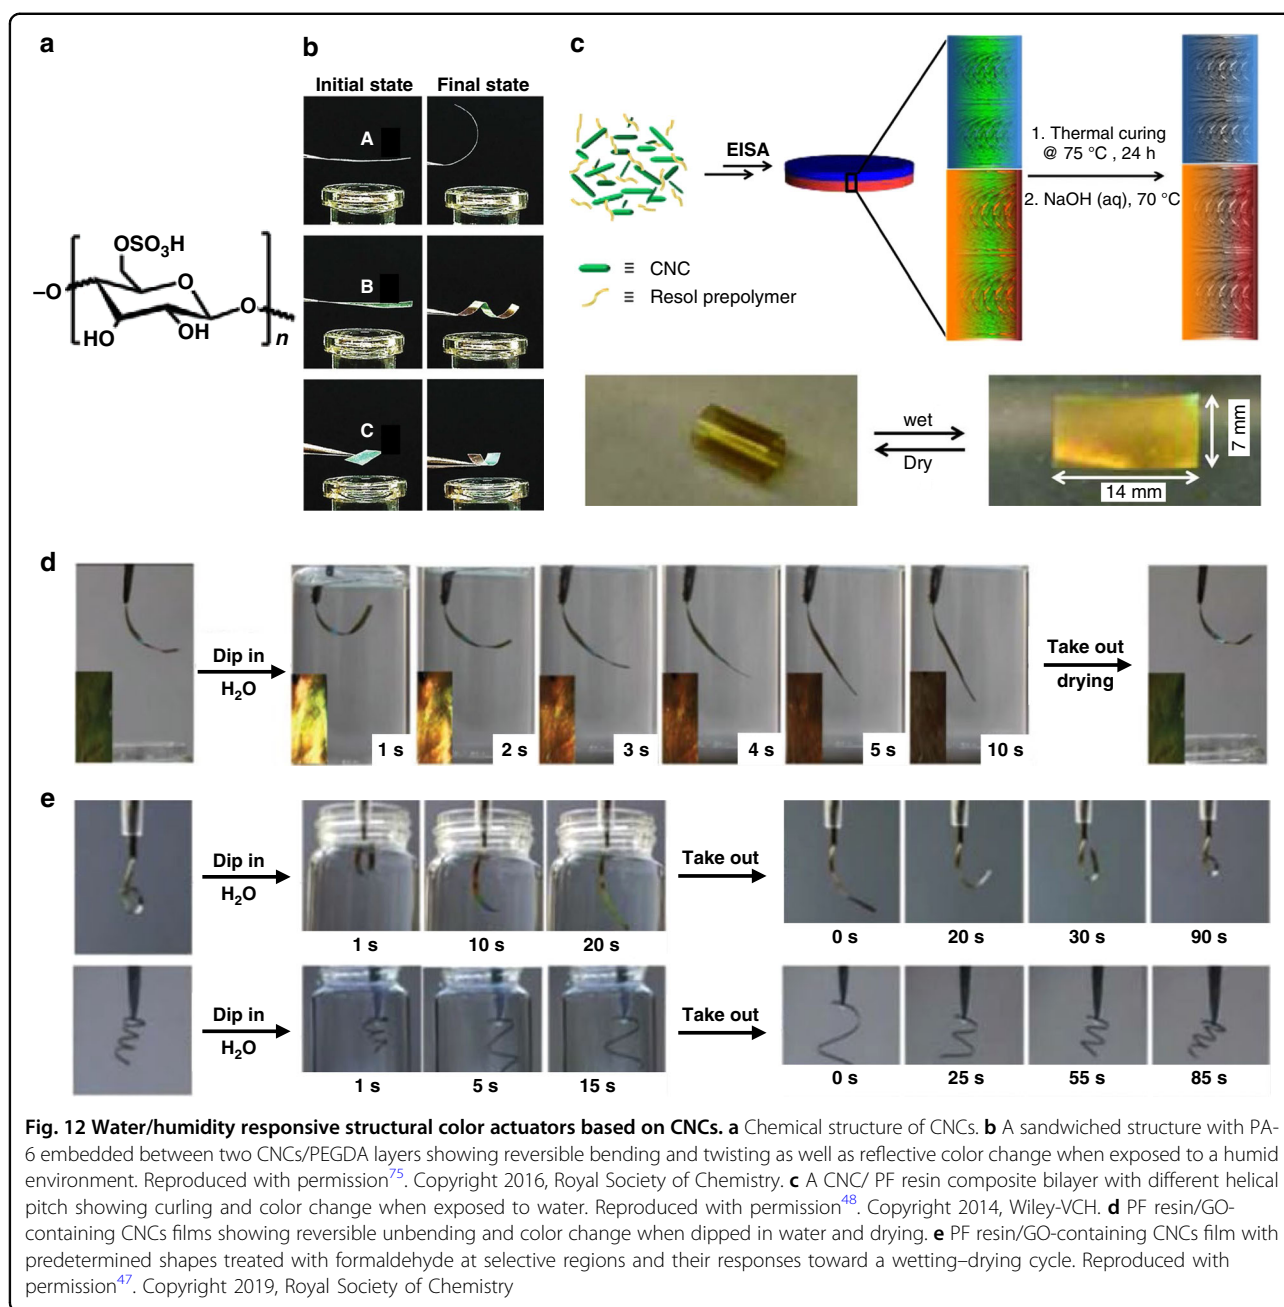 a
b
Initial state
Final state
A
B
C
OSO₃H
O
–O
O
HO
OH
n
c
EISA
CNC
Resol prepolymer
1. Thermal curing
@ 75 °C , 24 h
2. NaOH (aq), 70 °C
wet
Dry
7 mm
14 mm
d
Dip in
H₂O
1 s
2 s
3 s
4 s
5 s
10 s
Take out
drying
e
Dip in
H₂O
1 s
10 s
20 s
Take out
0 s
20 s
30 s
90 s
Dip in
H₂O
1 s
5 s
15 s
Take out
0 s
25 s
55 s
85 s
Fig. 12 Water/humidity responsive structural color actuators based on CNCs. a Chemical structure of CNCs. b A sandwiched structure with PA-
6 embedded between two CNCs/PEGDA layers showing reversible bending and twisting as well as reflective color change when exposed to a humid
environment. Reproduced with permission⁷⁵. Copyright 2016, Royal Society of Chemistry. c A CNC/ PF resin composite bilayer with different helical
pitch showing curling and color change when exposed to water. Reproduced with permission⁴⁸. Copyright 2014, Wiley-VCH. d PF resin/GO-
containing CNCs films showing reversible unbending and color change when dipped in water and drying. e PF resin/GO-containing CNCs film with
predetermined shapes treated with formaldehyde at selective regions and their responses toward a wetting–drying cycle. Reproduced with
permission⁴⁷. Copyright 2019, Royal Society of Chemistry